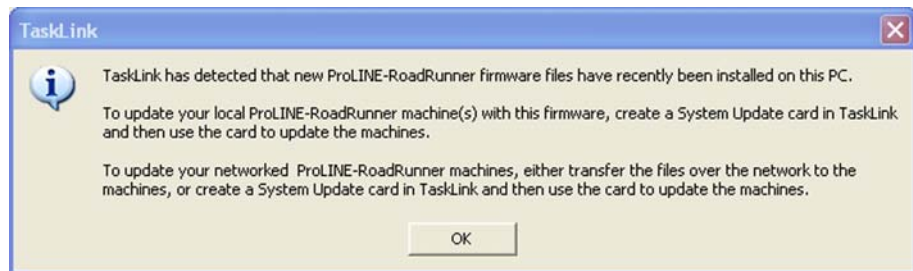 TaskLink
TaskLink has detected that new ProLINE-RoadRunner firmware files have recently been installed on this PC.
To update your local ProLINE-RoadRunner machine(s) with this firmware, create a System Update card in TaskLink
and then use the card to update the machines.
To update your networked ProLINE-RoadRunner machines, either transfer the files over the network to the
machines, or create a System Update card in TaskLink and then use the card to update the machines.
OK